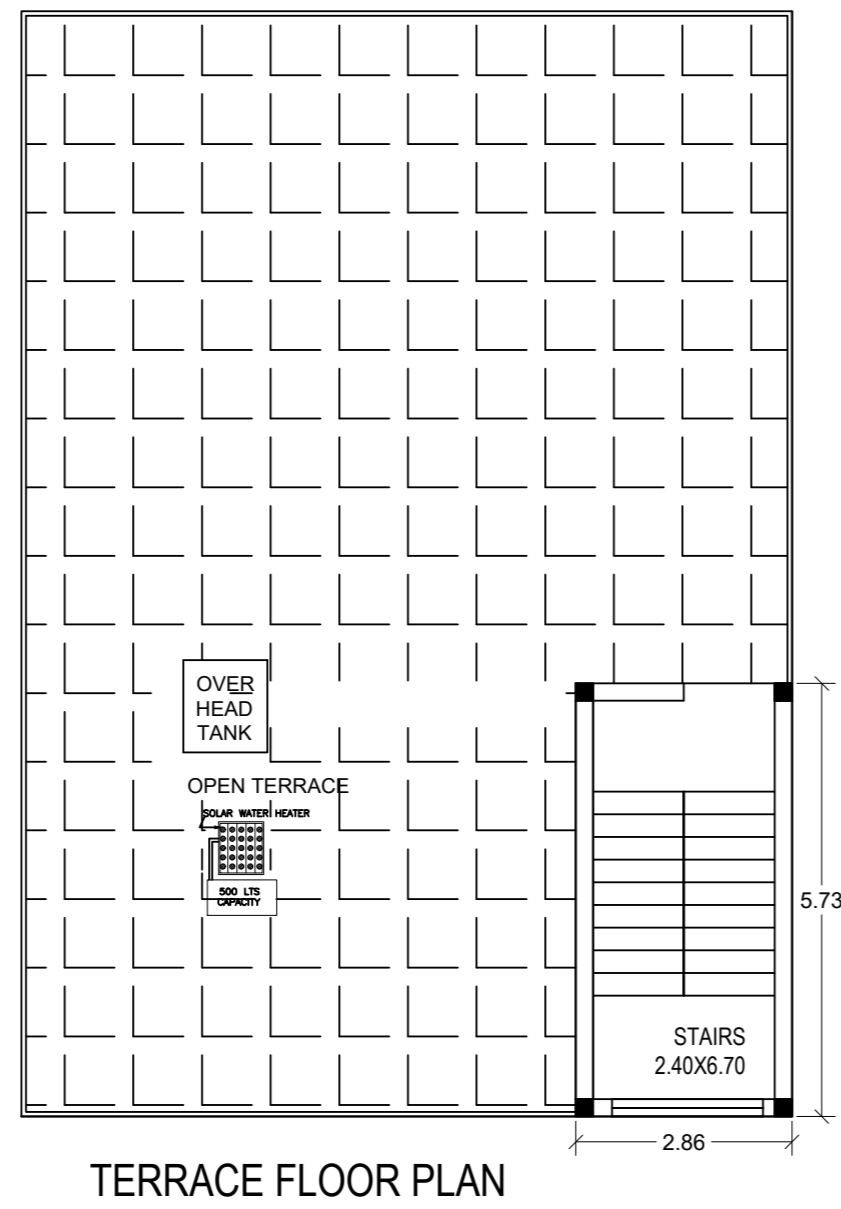 OVER
HEAD
TANK
OPEN TERRACE
SOLAR WATER HEATER
500 LTS
CAPACITY
5.73
STAIRS
2.40X6.70
2.86
TERRACE FLOOR PLAN